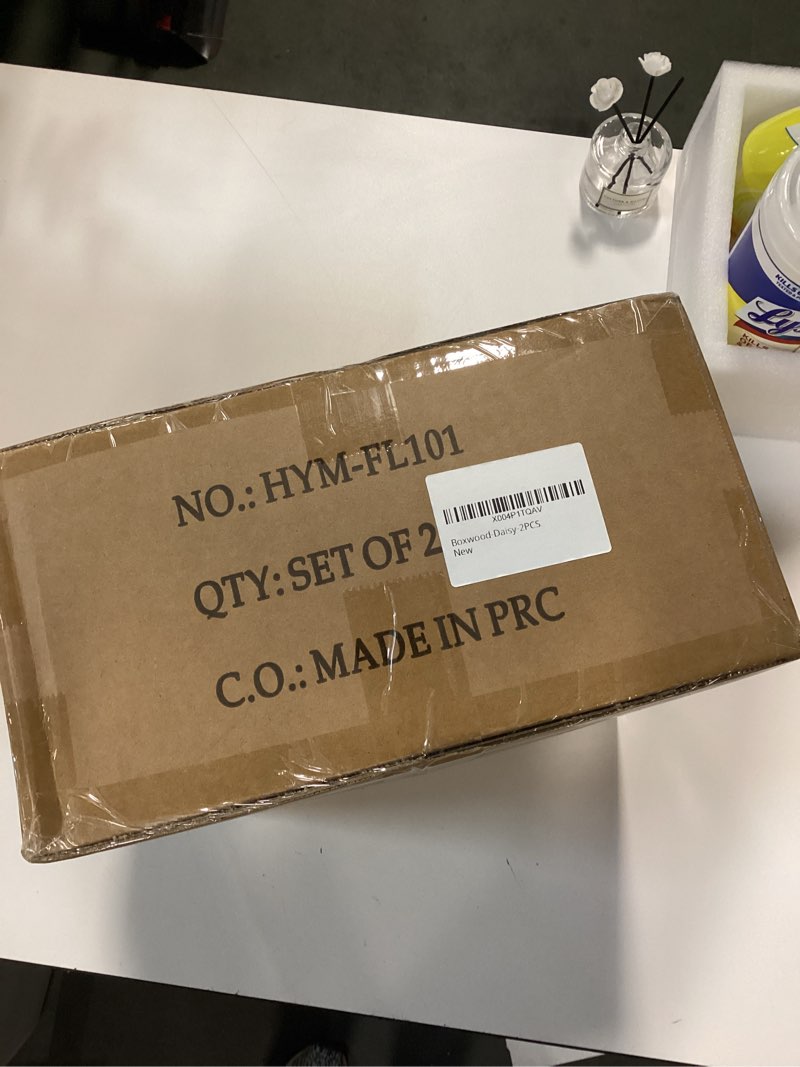 NO.: HYM-FL101
QTY: SET OF 2
C.O.: MADE IN PRC
X004P1TQAV
Boxwood-Daisy-2PCS
New